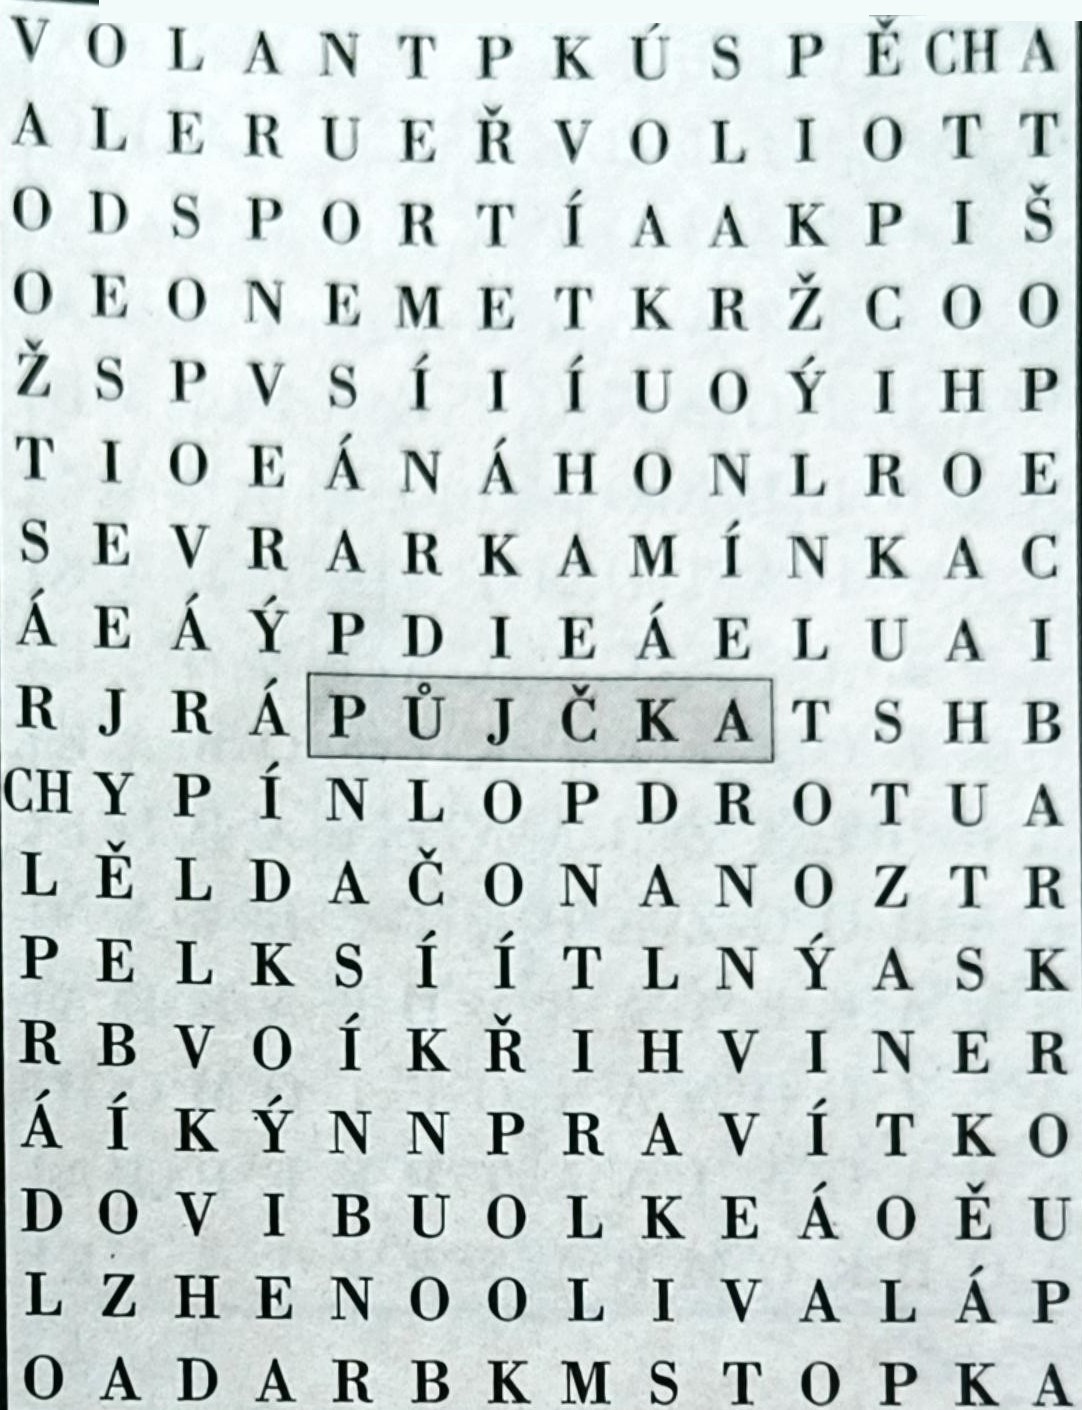 V O L A N T P K Ú S P Ě CH A
A L E R U E Ř V O L I O T T
O D S P O R T Í A A K P I Š
O E O N E M E T K R Ž C O O
Ž S P V S Í I Í U O Ý I H P
T I O E Á N Á H O N L R O E
S E V R A R K A M Í N K A C
Á E Á Ý P D I E Á E L U A I
R J R Á P Ů J Č K A T S H B
CH Y P Í N L O P D R O T U A
L Ě L D A Č O N A N O Z T R
P E L K S Í Í T L N Ý A S K
R B V O Í K Ř I H V I N E R
Á Í K Ý N N P R A V Í T K O
D O V I B U O L K E Á O Ě U
L Z H E N O O L I V A L Á P
O A D A R B K M S T O P K A